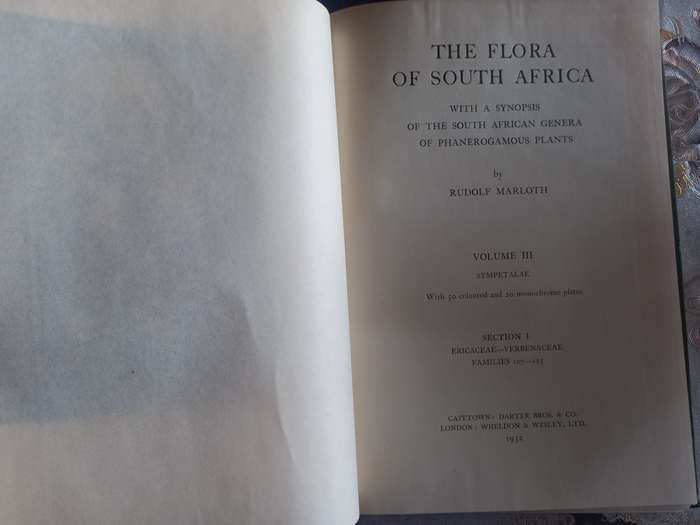 THE FLORA
OF SOUTH AFRICA
WITH A SYNOPSIS
OF THE SOUTH AFRICAN GENERA
OF PHANEROGAMOUS PLANTS
by
RUDOLF MARLOTH
VOLUME III
SYMPETALAE
With 50 coloured and 20 monochrome plates
SECTION I
ERICACEAE—VERBENACEAE
FAMILIES
CAPETOWN: DARTER BROS. & CO.
LONDON: WHELDON & WESLEY, LTD.
1932